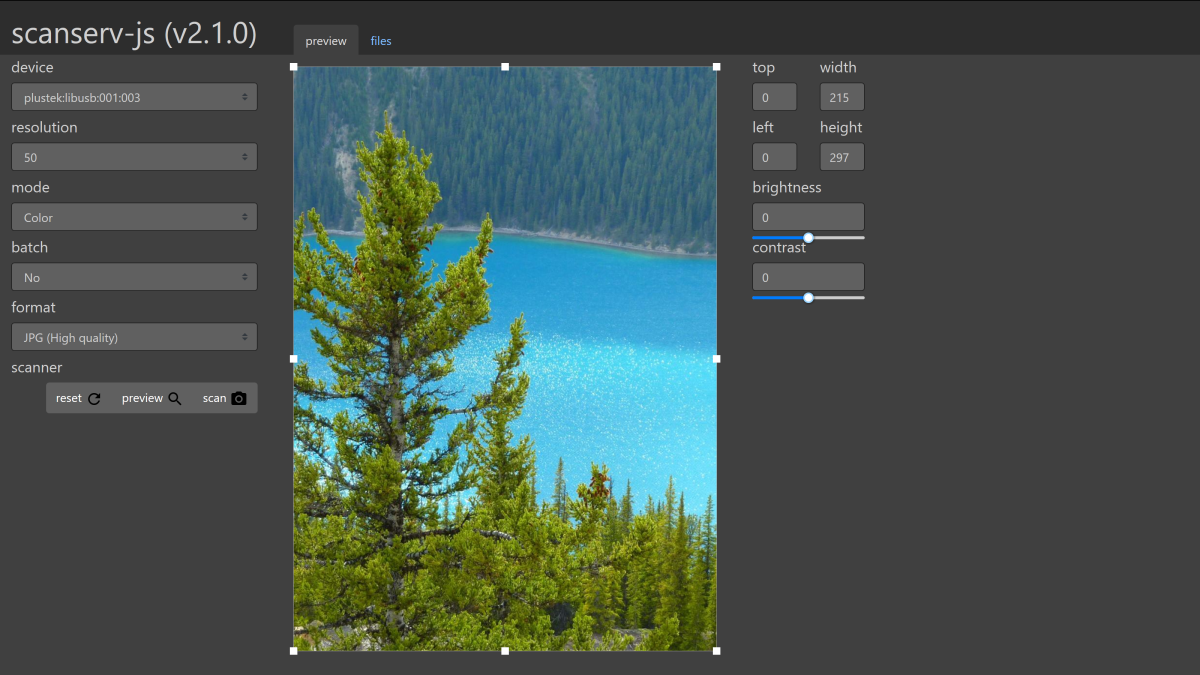 scanserv-js (v2.1.0)
preview
files
device
plustek:libusb:001:003
resolution
50
mode
Color
batch
No
format
JPG (High quality)
scanner
reset
preview
scan
top
width
0
215
left
height
0
297
brightness
0
contrast
0